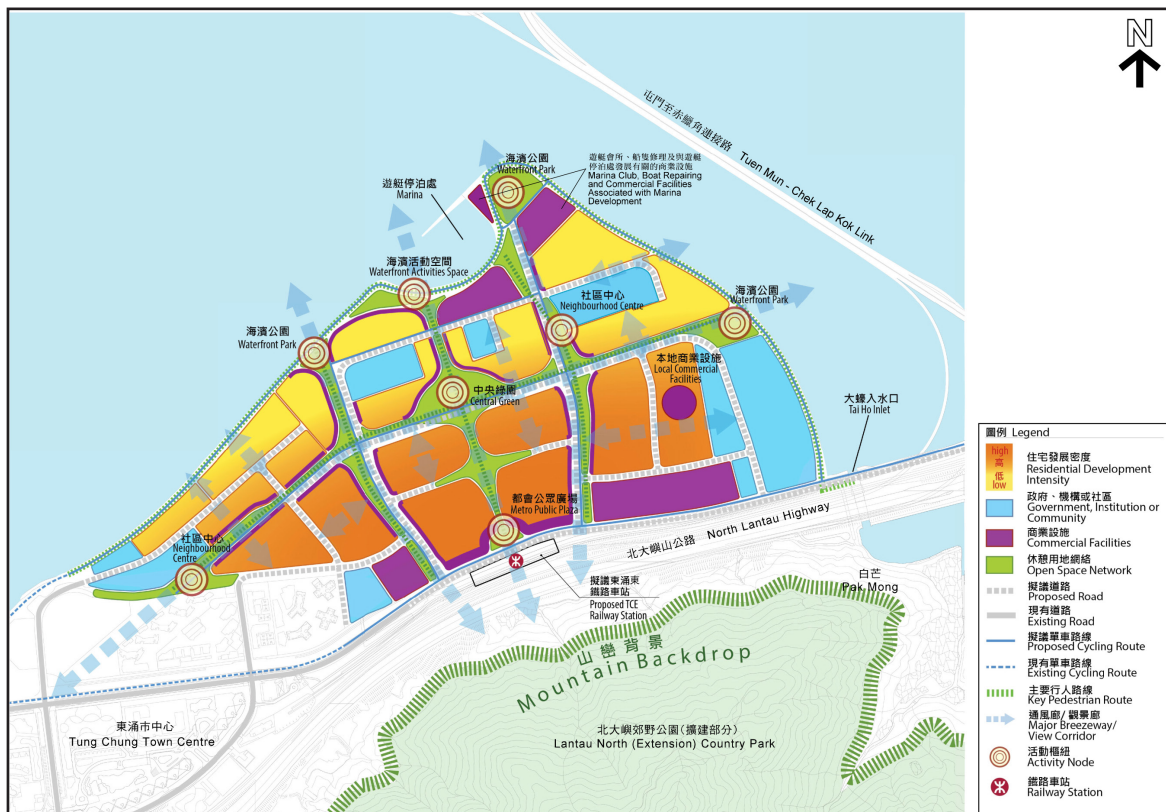 N
屯門至赤鱲角連接路 Tuen Mun - Chek Lap Kok Link
海濱公園
Waterfront Park
遊艇會所、船隻修理及與遊艇
停泊處發展有關的商業設施
Marina Club, Boat Repairing
and Commercial Facilities
Associated with Marina
Development
遊艇停泊處
Marina
海濱活動空間
Waterfront Activities Space
社區中心
Neighbourhood Centre
海濱公園
Waterfront Park
海濱公園
Waterfront Park
本地商業設施
Local Commercial
Facilities
中央綠園
Central Green
大蠔入水口
Tai Ho Inlet
都會公眾廣場
Metro Public Plaza
北大嶼山公路 North Lantau Highway
社區中心
Neighbourhood
Centre
擬議東涌東
鐵路車站
Proposed TCE
Railway Station
白芒
Pak Mong
山巒背景
Mountain Backdrop
東涌市中心
Tung Chung Town Centre
北大嶼郊野公園(擴建部分)
Lantau North (Extension) Country Park
圖例 Legend
high
高
低
low
住宅發展密度
Residential Development
Intensity
政府、機構或社區
Government, Institution or
Community
商業設施
Commercial Facilities
休憩用地網絡
Open Space Network
擬議道路
Proposed Road
現有道路
Existing Road
擬議單車路線
Proposed Cycling Route
現有單車路線
Existing Cycling Route
主要行人路線
Key Pedestrian Route
通風廊/ 觀景廊
Major Breezeway/
View Corridor
活動樞紐
Activity Node
鐵路車站
Railway Station